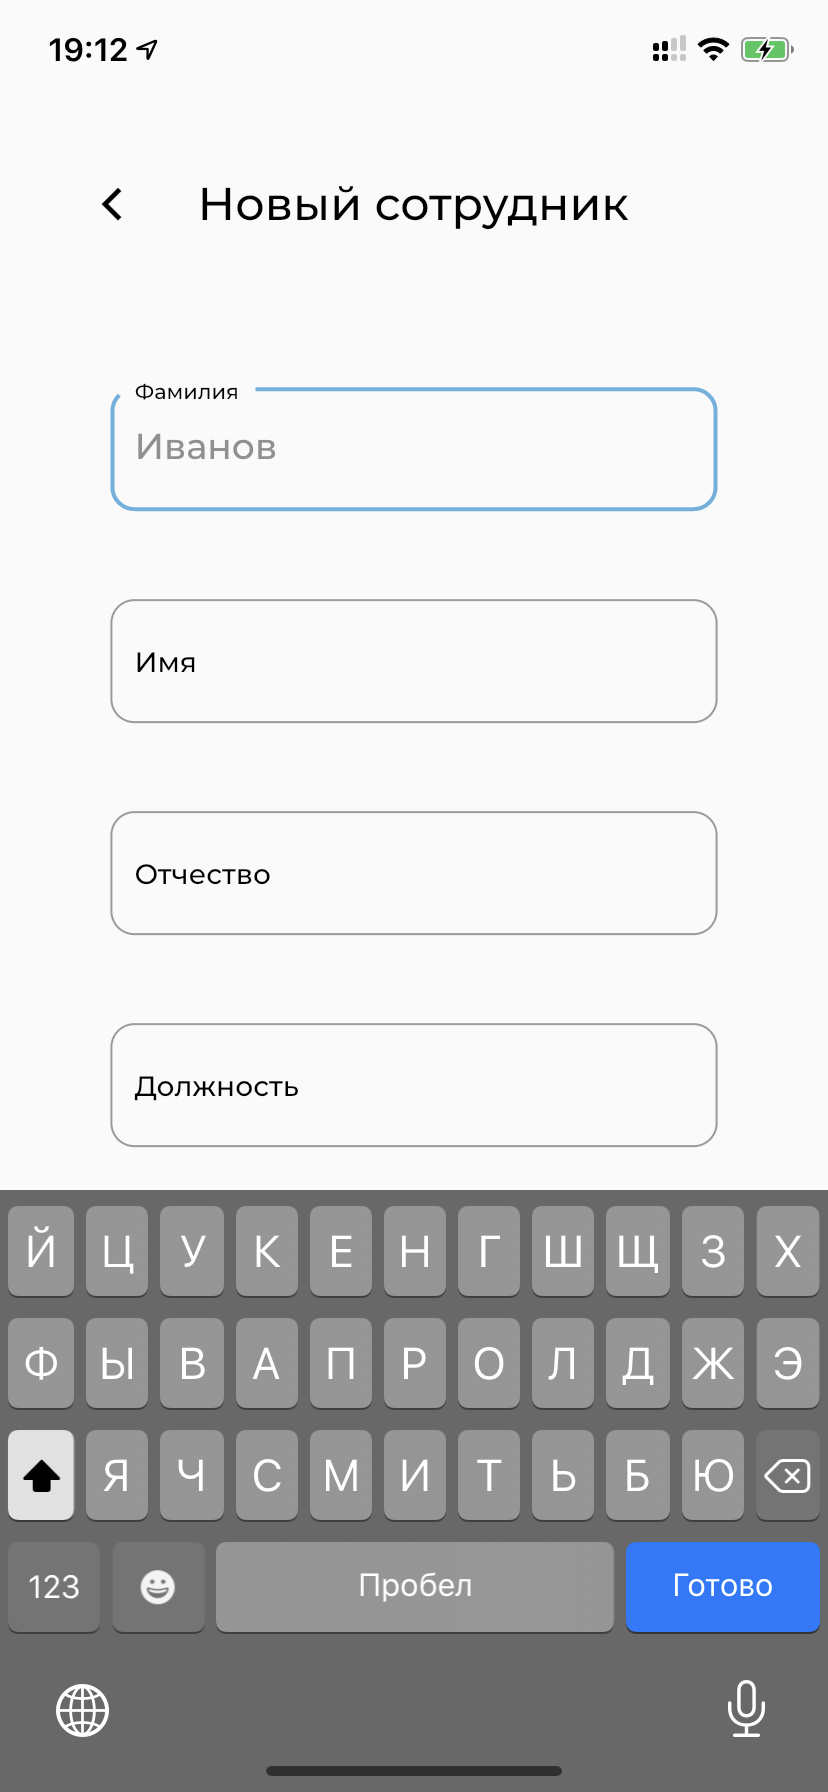 19:12
Новый сотрудник
Фамилия
Иванов
Имя
Отчество
Должность
Й Ц У К Е Н Г Ш Щ З Х
Ф Ы В А П Р О Л Д Ж Э
Я Ч С М И Т Ь Б Ю
123 Пробел Готово